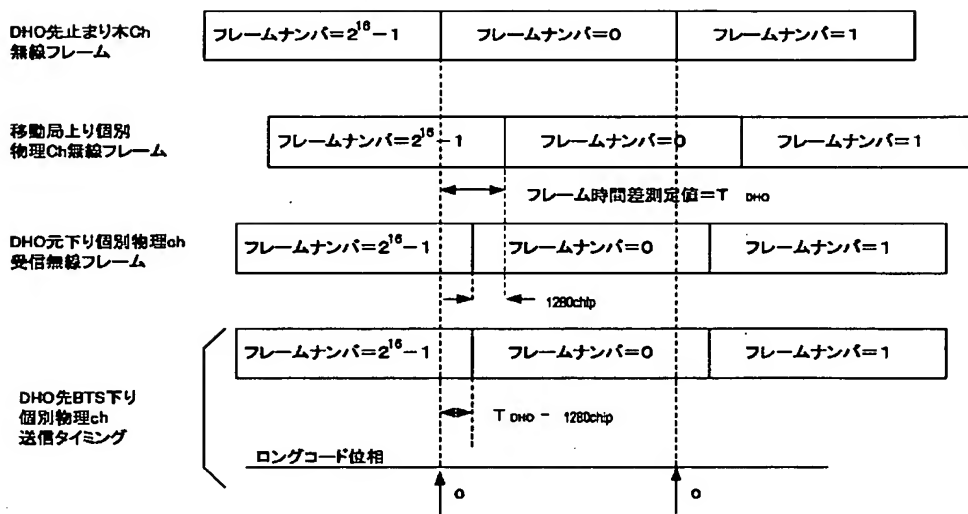 DHO先止まり木Ch
無線フレーム
フレームナンバ=2^16-1
フレームナンバ=0
フレームナンバ=1
移動局上り個別
物理Ch無線フレーム
フレームナンバ=2^16-1
フレームナンバ=0
フレームナンバ=1
フレーム時間差測定値=T DHO
DHO元下り個別物理ch
受信無線フレーム
フレームナンバ=2^16-1
フレームナンバ=0
フレームナンバ=1
1280chip
DHO先BTS下り
個別物理ch
送信タイミング
フレームナンバ=2^16-1
フレームナンバ=0
フレームナンバ=1
T DHO - 1280chip
ロングコード位相
0
0